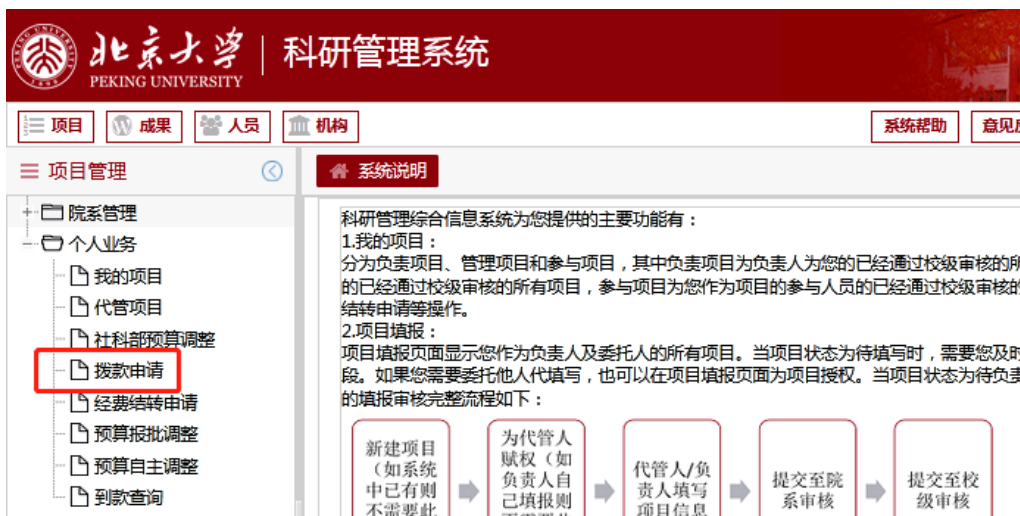 北京大学
PEKING UNIVERSITY
1898
科研管理系统
项目 成果 人员 机构 系统帮助 意见
项目管理
系统说明
院系管理
个人业务
我的项目
代管项目
社科部预算调整
拨款申请
经费结转申请
预算报批调整
预算自主调整
到款查询
科研管理综合信息系统为您提供的主要功能有：
1.我的项目：
分为负责项目、管理项目和参与项目，其中负责项目为负责人为您的已经通过校级审核的所
的已经通过校级审核的所有项目，参与项目为您作为项目的参与人员的已经通过校级审核的
结转申请等操作。
2.项目填报：
项目填报页面显示您作为负责人及委托人的所有项目。当项目状态为待填写时，需要您及时
段。如果您需要委托他人代填写，也可以在项目填报页面为项目授权。当项目状态为待负责
的填报审核完整流程如下：
新建项目
（如系统
中已有则
不需要此
为代管人
赋权（如
负责人自
己填报则
代管人/负
责人填写
项目信息
提交至院
系审核
提交至校
级审核